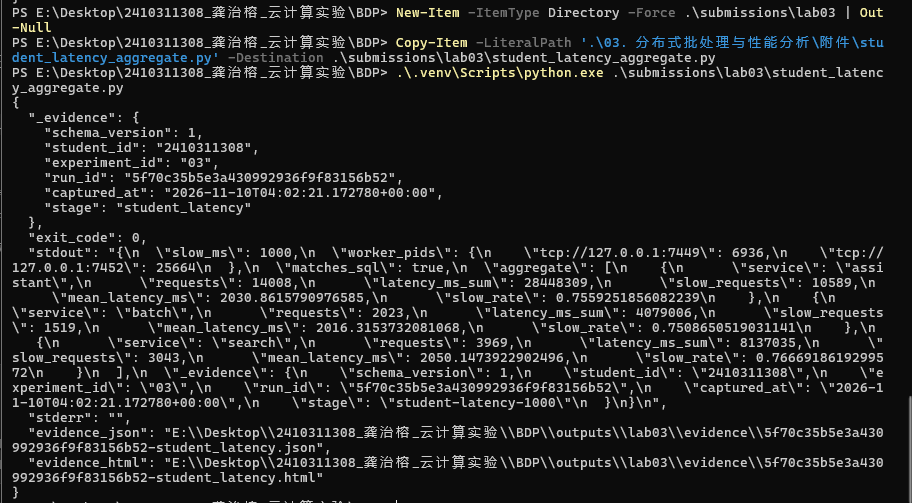 PS E:\Desktop\2410311308_龚治榕_云计算实验\BDP> New-Item -ItemType Directory -Force .\submissions\lab03 | Out
-Null
PS E:\Desktop\2410311308_龚治榕_云计算实验\BDP> Copy-Item -LiteralPath '.\03. 分布式批处理与性能分析\附件\stu
dent_latency_aggregate.py' -Destination .\submissions\lab03\student_latency_aggregate.py
PS E:\Desktop\2410311308_龚治榕_云计算实验\BDP> .\.venv\Scripts\python.exe .\submissions\lab03\student_latenc
y_aggregate.py
{
  "_evidence": {
    "schema_version": 1,
    "student_id": "2410311308",
    "experiment_id": "03",
    "run_id": "5f70c35b5e3a430992936f9f83156b52",
    "captured_at": "2026-11-10T04:02:21.172780+00:00",
    "stage": "student_latency"
  },
  "exit_code": 0,
  "stdout": "{\n  \"slow_ms\": 1000,\n  \"worker_pids\": {\n    \"tcp://127.0.0.1:7449\": 6936,\n    \"tcp://
127.0.0.1:7452\": 25664\n  },\n  \"matches_sql\": true,\n  \"aggregate\": [\n    {\n      \"service\": \"assi
stant\",\n      \"requests\": 14008,\n      \"latency_ms_sum\": 28448309,\n      \"slow_requests\": 10589,\n
      \"mean_latency_ms\": 2030.8615790976585,\n      \"slow_rate\": 0.7559251856082239\n    },\n    {\n
\"service\": \"batch\",\n      \"requests\": 2023,\n      \"latency_ms_sum\": 4079006,\n      \"slow_requests
\": 1519,\n      \"mean_latency_ms\": 2016.3153732081068,\n      \"slow_rate\": 0.7508650519031141\n    },\n
   {\n      \"service\": \"search\",\n      \"requests\": 3969,\n      \"latency_ms_sum\": 8137035,\n      \"
slow_requests\": 3043,\n      \"mean_latency_ms\": 2050.1473922902496,\n      \"slow_rate\": 0.76669186192995
72\n    }\n  ],\n  \"_evidence\": {\n    \"schema_version\": 1,\n    \"student_id\": \"2410311308\",\n    \"e
xperiment_id\": \"03\",\n    \"run_id\": \"5f70c35b5e3a430992936f9f83156b52\",\n    \"captured_at\": \"2026-1
1-10T04:02:21.172780+00:00\",\n    \"stage\": \"student-latency-1000\"\n  }\n}\n",
  "stderr": "",
  "evidence_json": "E:\\Desktop\\2410311308_龚治榕_云计算实验\\BDP\\outputs\\lab03\\evidence\\5f70c35b5e3a430
992936f9f83156b52-student_latency.json",
  "evidence_html": "E:\\Desktop\\2410311308_龚治榕_云计算实验\\BDP\\outputs\\lab03\\evidence\\5f70c35b5e3a430
992936f9f83156b52-student_latency.html"
}